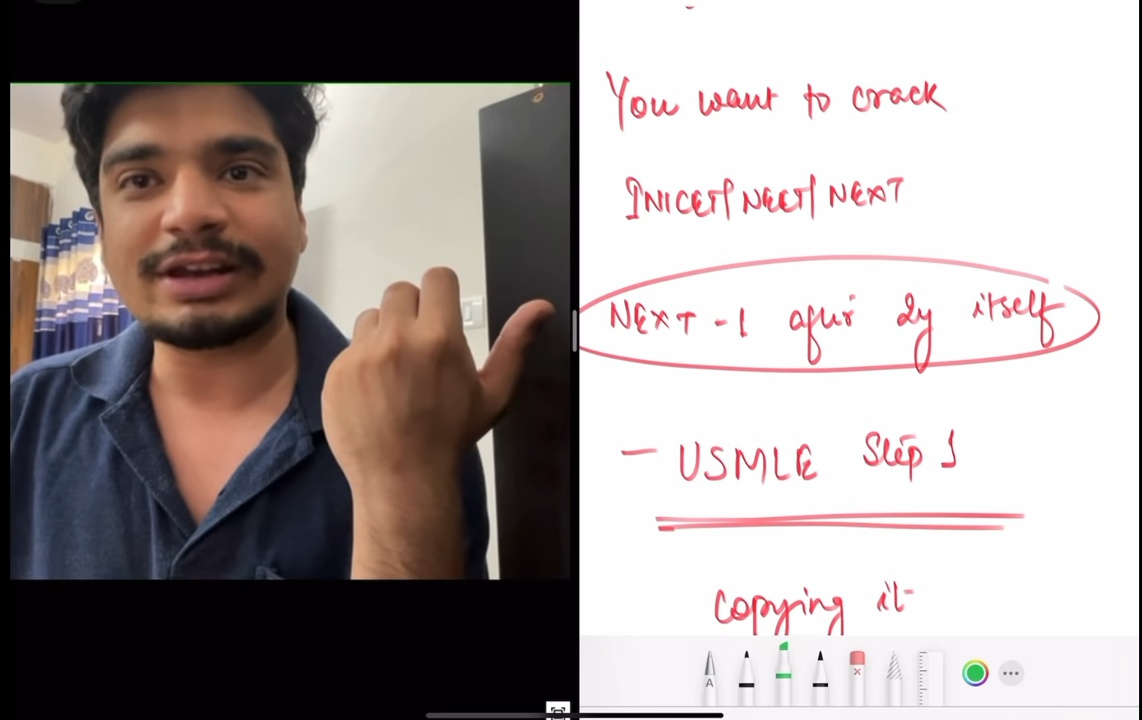 You want to crack
INICET/NEET/NEXT
NEXT-1 after 2y itself
- USMLE Step 1
copying it
A